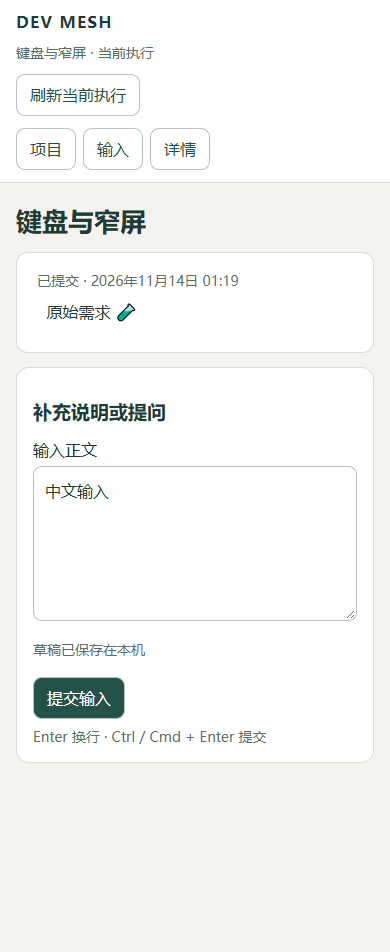 DEV MESH
键盘与窄屏 · 当前执行
刷新当前执行
项目 输入 详情
键盘与窄屏
已提交 · 2026年11月14日 01:19
原始需求 🧪
补充说明或提问
输入正文
中文输入
草稿已保存在本机
提交输入
Enter 换行 · Ctrl / Cmd + Enter 提交